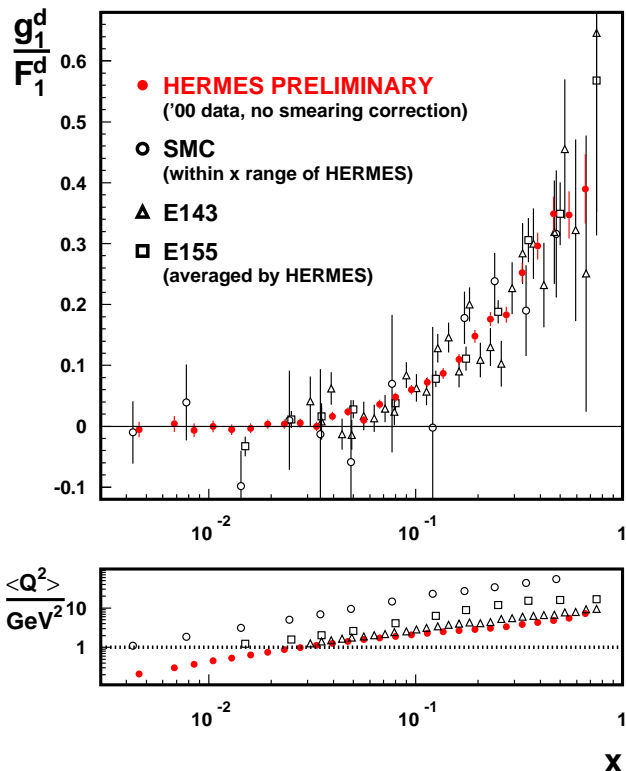 g₁ᵈ
F₁ᵈ
0.6
0.5
0.4
0.3
0.2
0.1
0
-0.1
HERMES PRELIMINARY
('00 data, no smearing correction)
SMC
(within x range of HERMES)
E143
E155
(averaged by HERMES)
10⁻²
10⁻¹
1
<Q²>
GeV²
10
1
10⁻²
10⁻¹
1
x